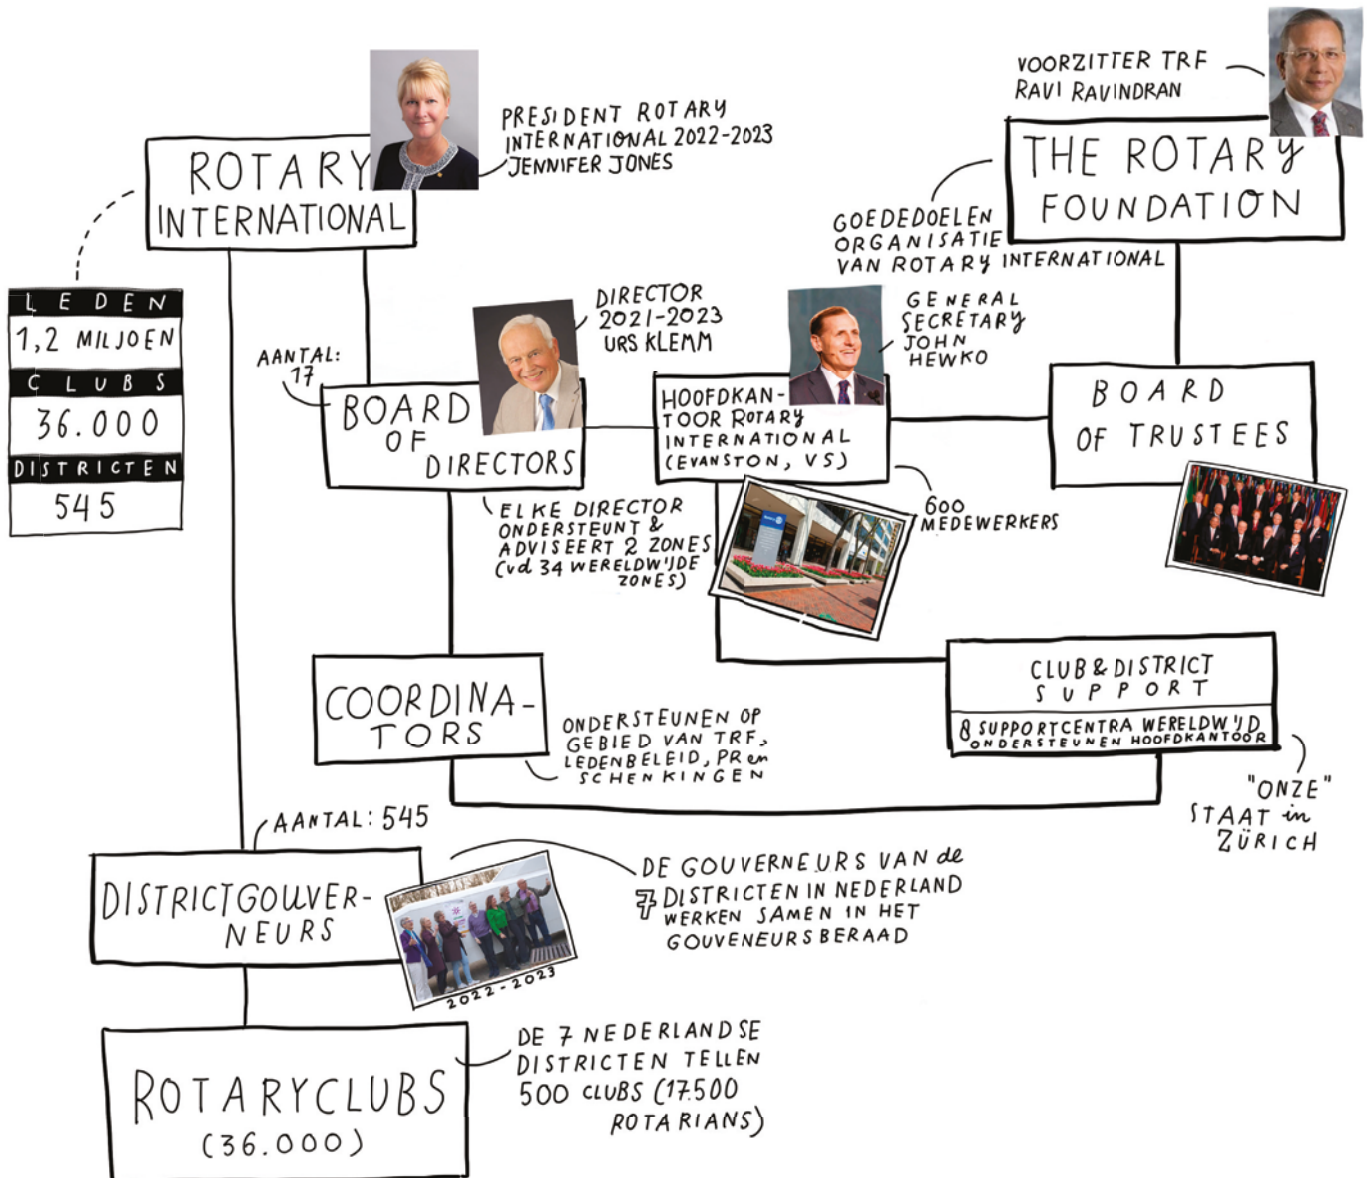 VOORZITTER TRF
RAVI RAVINDRAN
THE ROTARY
FOUNDATION
PRESIDENT ROTARY
INTERNATIONAL 2022-2023
JENNIFER JONES
ROTARY
INTERNATIONAL
GOEDEDOELEN
ORGANISATIE
VAN ROTARY INTERNATIONAL
LEDEN
1,2 MILJOEN
CLUBS
36.000
DISTRICTEN
545
DIRECTOR
2021-2023
URS KLEMM
GENERAL
SECRETARY
JOHN
HEWKO
AANTAL:
17
BOARD
OF
DIRECTORS
HOOFDKAN-
TOOR ROTARY
INTERNATIONAL
(EVANSTON, VS)
BOARD
OF TRUSTEES
ELKE DIRECTOR
ONDERSTEUNT &
ADVISEERT 2 ZONES
(vd 34 WERELDWIJDE
ZONES)
600
MEDEWERKERS
CLUB & DISTRICT
SUPPORT
8 SUPPORTCENTRA WERELDWIJD
ONDERSTEUNEN HOOFDKANTOOR
COORDINA-
TORS
ONDERSTEUNEN OP
GEBIED VAN TRF,
LEDENBELEID, PR en
SCHENKINGEN
"ONZE"
STAAT in
ZÜRICH
AANTAL: 545
DISTRICTGOUVER-
NEURS
2022-2023
DE GOUVERNEURS VAN de
7 DISTRICTEN IN NEDERLAND
WERKEN SAMEN IN HET
GOUVENEURSBERAAD
ROTARYCLUBS
(36.000)
DE 7 NEDERLANDSE
DISTRICTEN TELLEN
500 CLUBS (17.500
ROTARIANS)